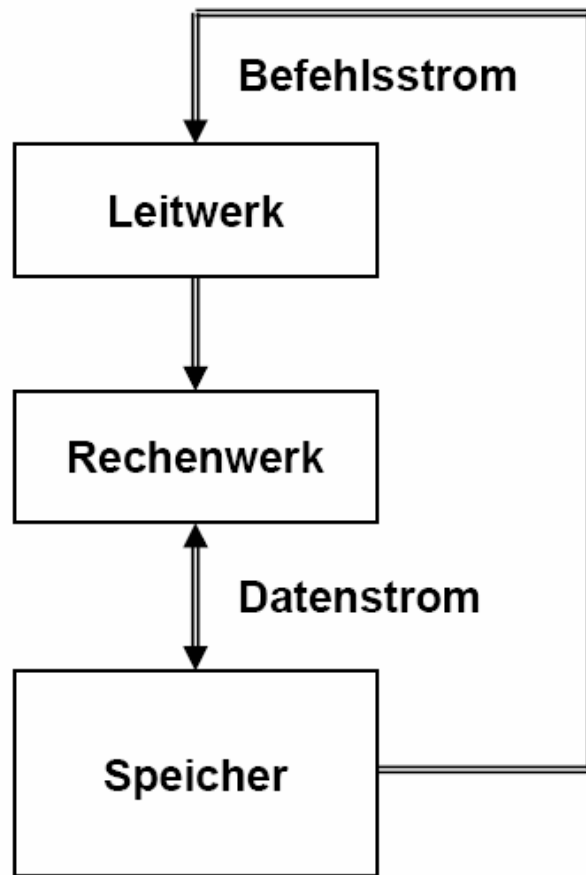 Befehlsstrom
Leitwerk
Rechenwerk
Datenstrom
Speicher